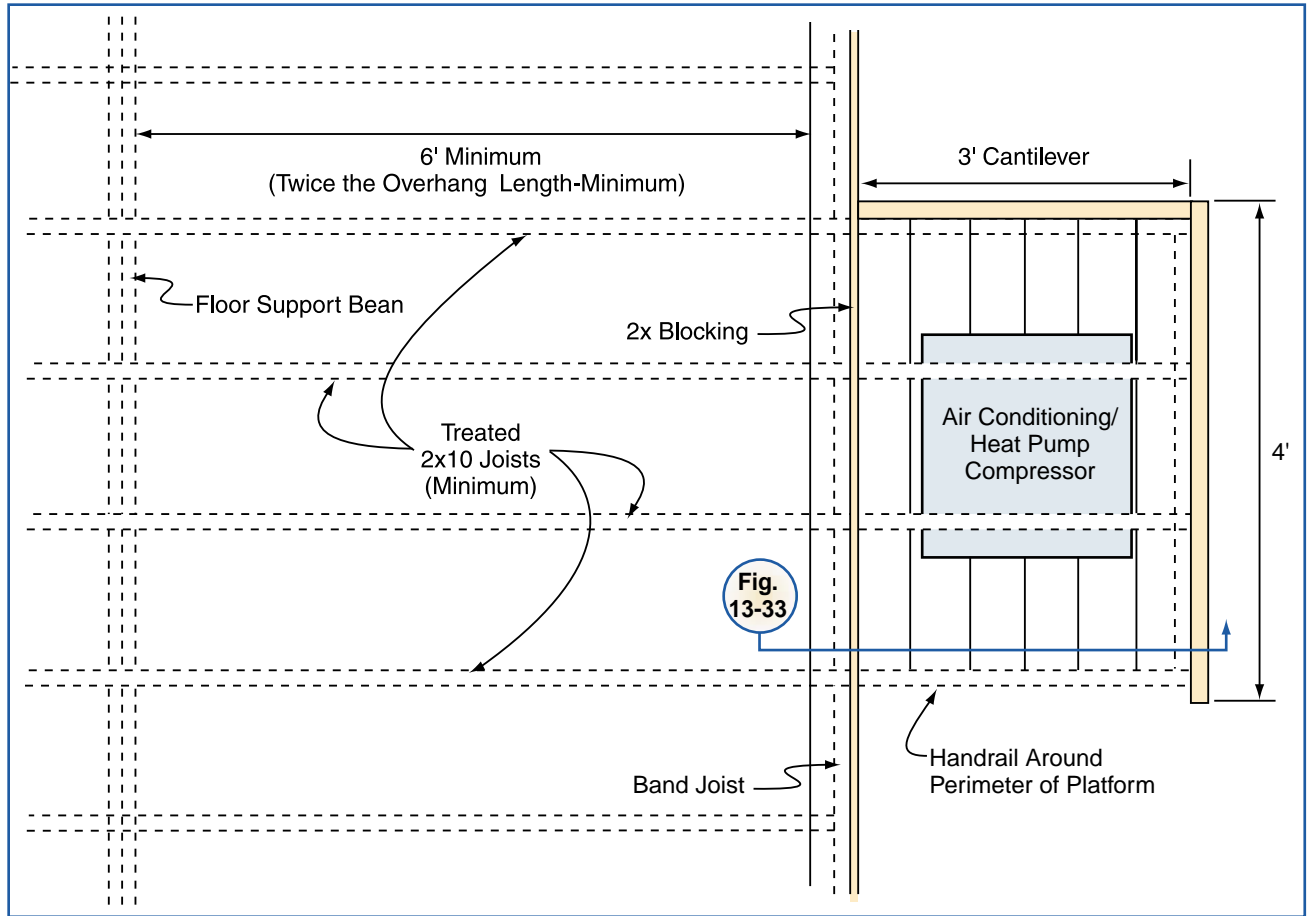 6' Minimum
(Twice the Overhang Length-Minimum)
3' Cantilever
Floor Support Bean
2x Blocking
Treated
2x10 Joists
(Minimum)
Air Conditioning/
Heat Pump
Compressor
4'
Fig.
13-33
Band Joist
Handrail Around
Perimeter of Platform